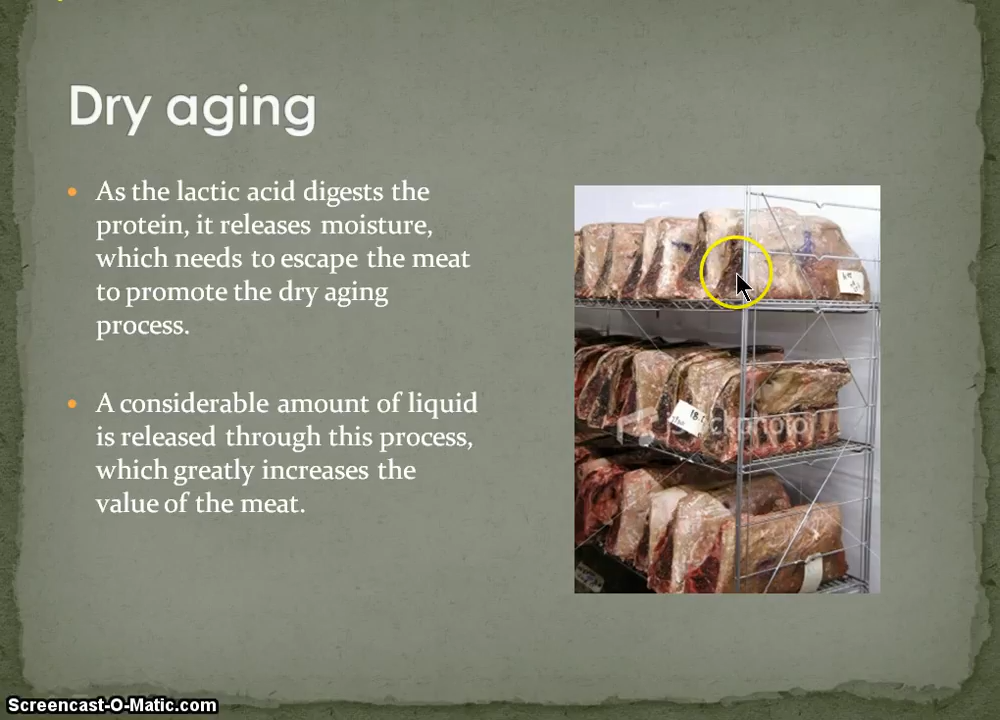 Dry aging
• As the lactic acid digests the
protein, it releases moisture,
which needs to escape the meat
to promote the dry aging
process.
• A considerable amount of liquid
is released through this process,
which greatly increases the
value of the meat.
Screencast-O-Matic.com